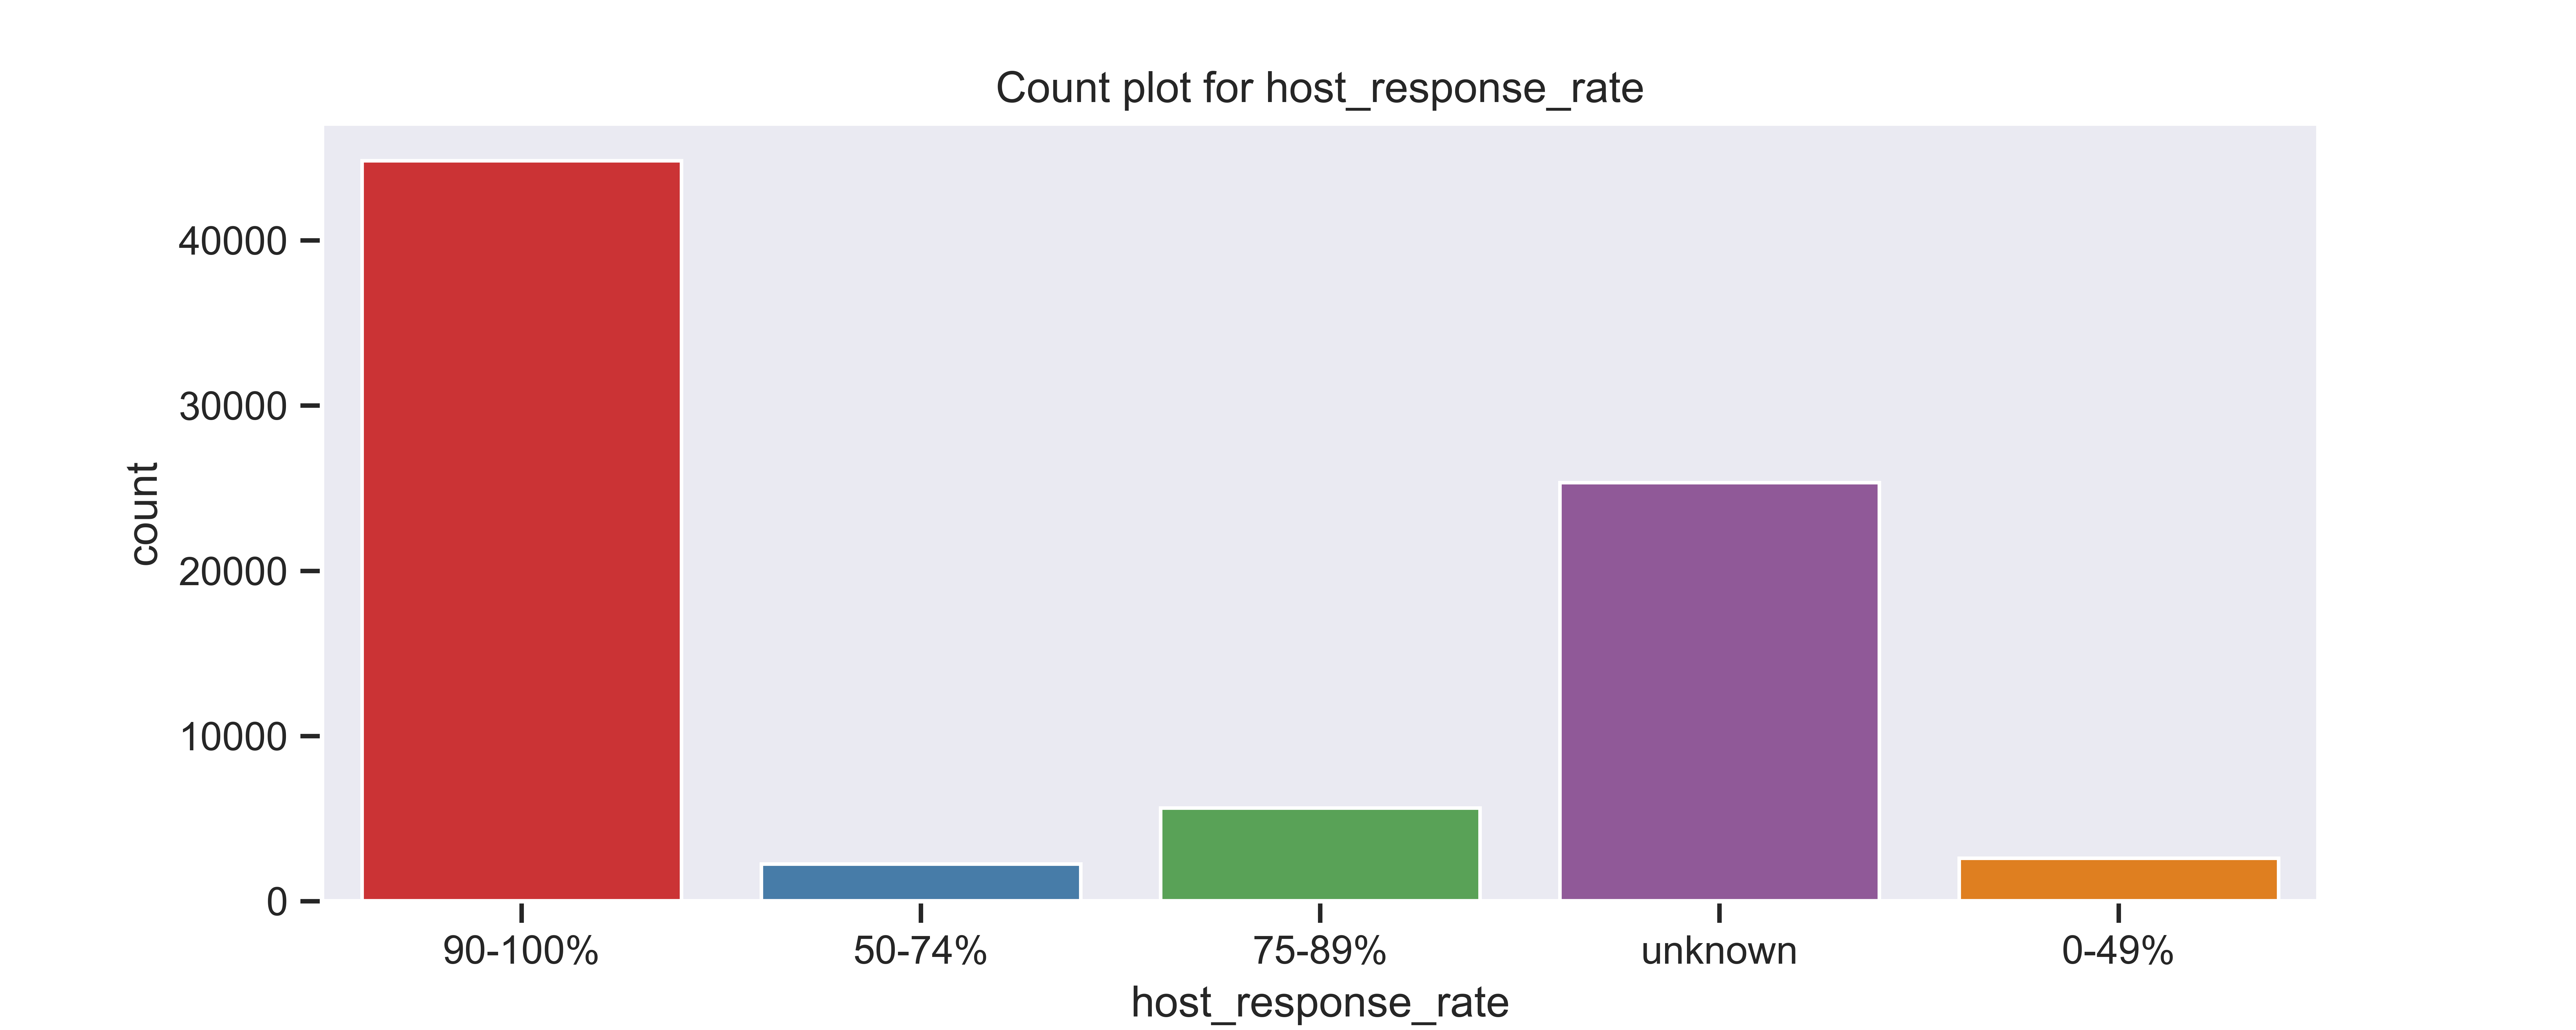 Count plot for host_response_rate
40000
30000
20000
10000
0
count
90-100%
50-74%
75-89%
unknown
0-49%
host_response_rate